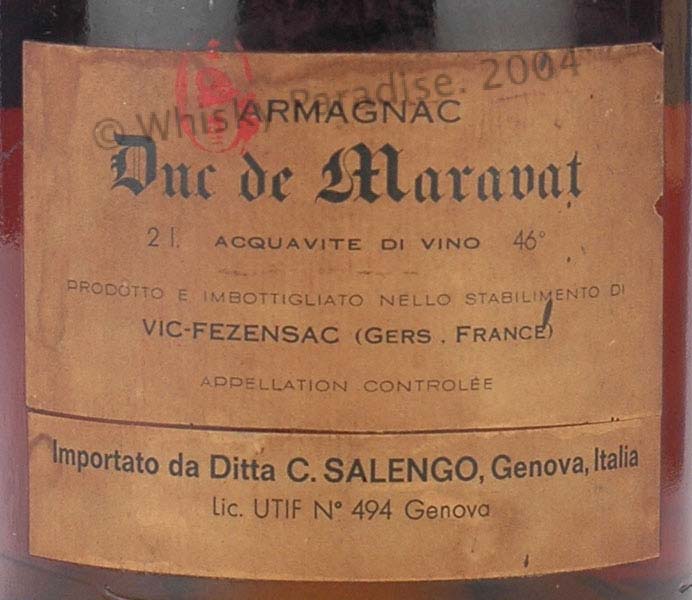 © Whisky Paradise. 2004
ARMAGNAC
Duc de Maravat
2 l. ACQUAVITE DI VINO 46°
PRODOTTO E IMBOTTIGLIATO NELLO STABILIMENTO DI
VIC-FEZENSAC (GERS . FRANCE)
APPELLATION CONTROLÉE
Importato da Ditta C. SALENGO, Genova, Italia
Lic. UTIF N° 494 Genova